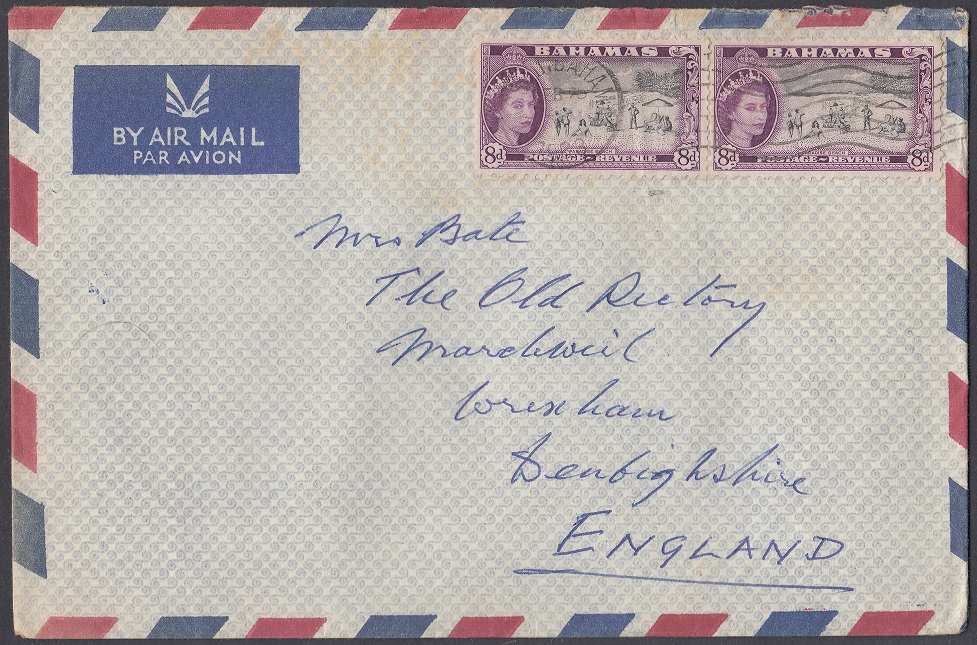 BAHAMAS BAHAMAS
BY AIR MAIL
PAR AVION
8d POSTAGE~REVENUE 8d 8d POSTAGE~REVENUE 8d
Mrs Bate
The Old Rectory
Marchwiel
Wrexham
Denbighshire
ENGLAND